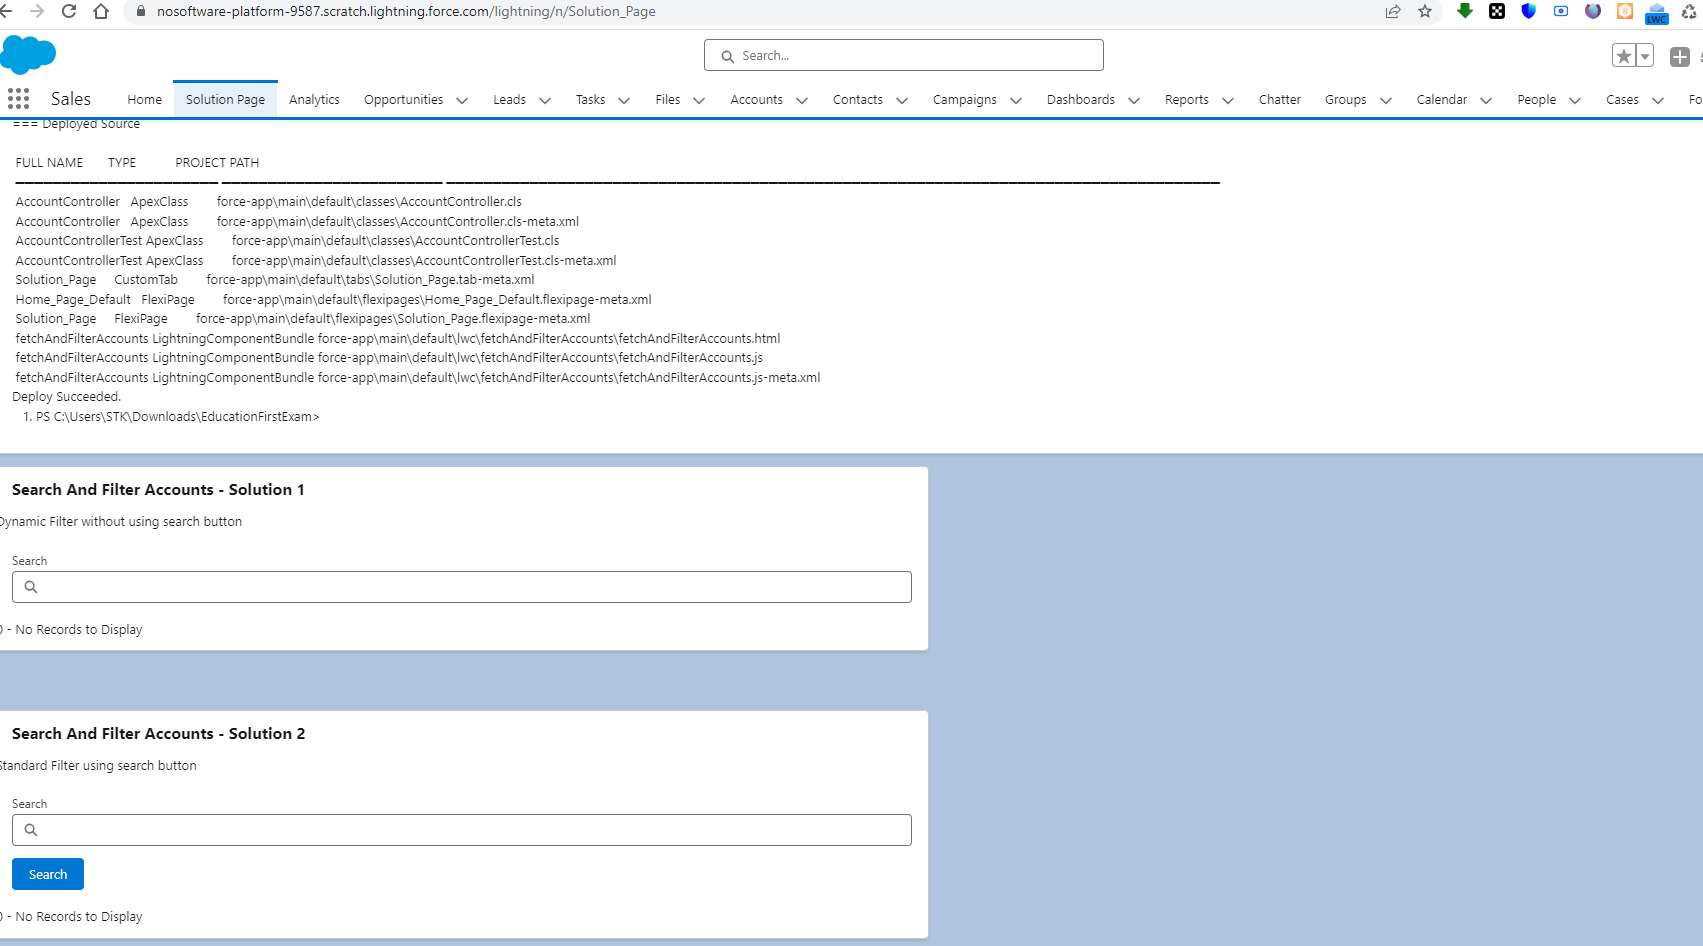 nosoftware-platform-9587.scratch.lightning.force.com/lightning/n/Solution_Page
LWC
Search...
Sales Home Solution Page Analytics Opportunities Leads Tasks Files Accounts Contacts Campaigns Dashboards Reports Chatter Groups Calendar People Cases Fo
=== Deployed Source
FULL NAME TYPE PROJECT PATH
AccountController ApexClass force-app\main\default\classes\AccountController.cls
AccountController ApexClass force-app\main\default\classes\AccountController.cls-meta.xml
AccountControllerTest ApexClass force-app\main\default\classes\AccountControllerTest.cls
AccountControllerTest ApexClass force-app\main\default\classes\AccountControllerTest.cls-meta.xml
Solution_Page CustomTab force-app\main\default\tabs\Solution_Page.tab-meta.xml
Home_Page_Default FlexiPage force-app\main\default\flexipages\Home_Page_Default.flexipage-meta.xml
Solution_Page FlexiPage force-app\main\default\flexipages\Solution_Page.flexipage-meta.xml
fetchAndFilterAccounts LightningComponentBundle force-app\main\default\lwc\fetchAndFilterAccounts\fetchAndFilterAccounts.html
fetchAndFilterAccounts LightningComponentBundle force-app\main\default\lwc\fetchAndFilterAccounts\fetchAndFilterAccounts.js
fetchAndFilterAccounts LightningComponentBundle force-app\main\default\lwc\fetchAndFilterAccounts\fetchAndFilterAccounts.js-meta.xml
Deploy Succeeded.
1. PS C:\Users\STK\Downloads\EducationFirstExam>
Search And Filter Accounts - Solution 1
Dynamic Filter without using search button
Search
0 - No Records to Display
Search And Filter Accounts - Solution 2
Standard Filter using search button
Search
Search
0 - No Records to Display